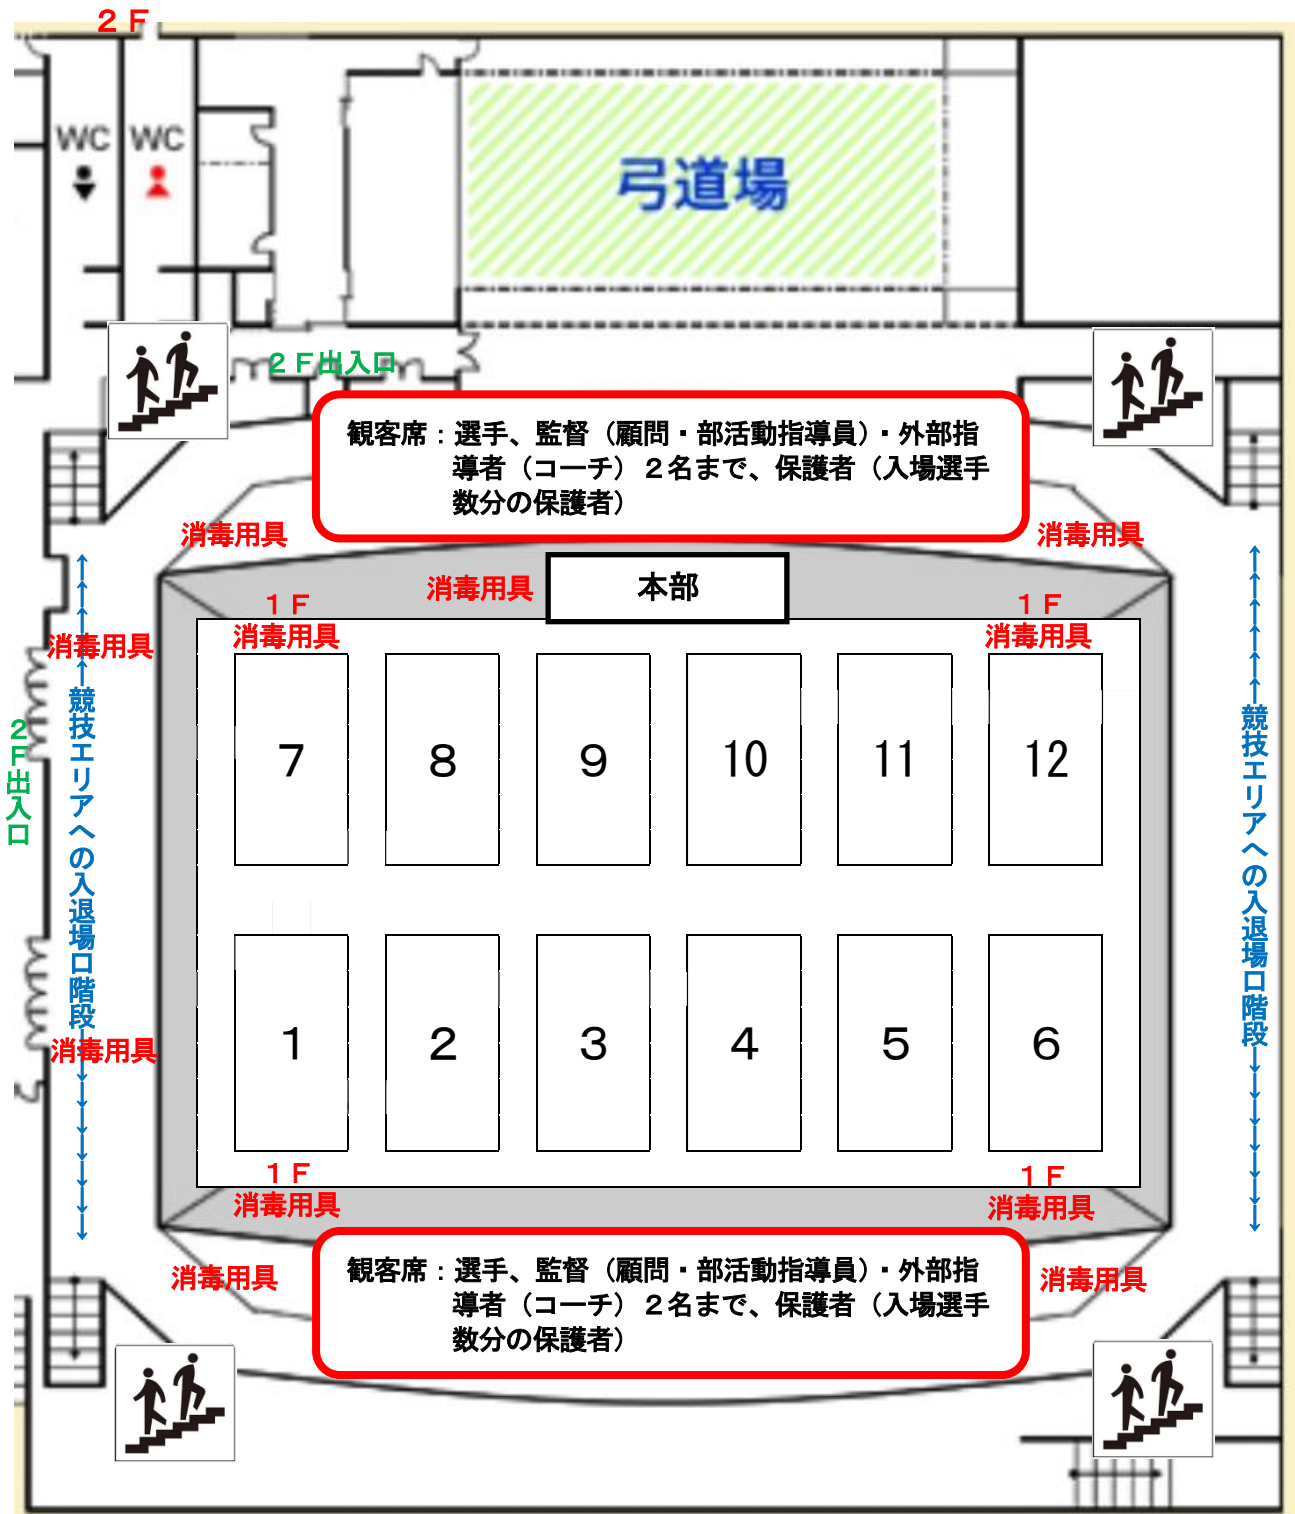 ２Ｆ
WC WC
弓道場
２Ｆ出入口
観客席：選手、監督（顧問・部活動指導員）・外部指
導者（コーチ）２名まで、保護者（入場選手
数分の保護者）
消毒用具
消毒用具
消毒用具
本部
１Ｆ
消毒用具
１Ｆ
消毒用具
消毒用具
２Ｆ出入口
←←←←←競技エリアへの入退場口階段→→→→→→→→
←←←←←←競技エリアへの入退場口階段→→→→→→→
7
8
9
10
11
12
1
2
3
4
5
6
消毒用具
１Ｆ
消毒用具
１Ｆ
消毒用具
消毒用具
消毒用具
観客席：選手、監督（顧問・部活動指導員）・外部指
導者（コーチ）２名まで、保護者（入場選手
数分の保護者）